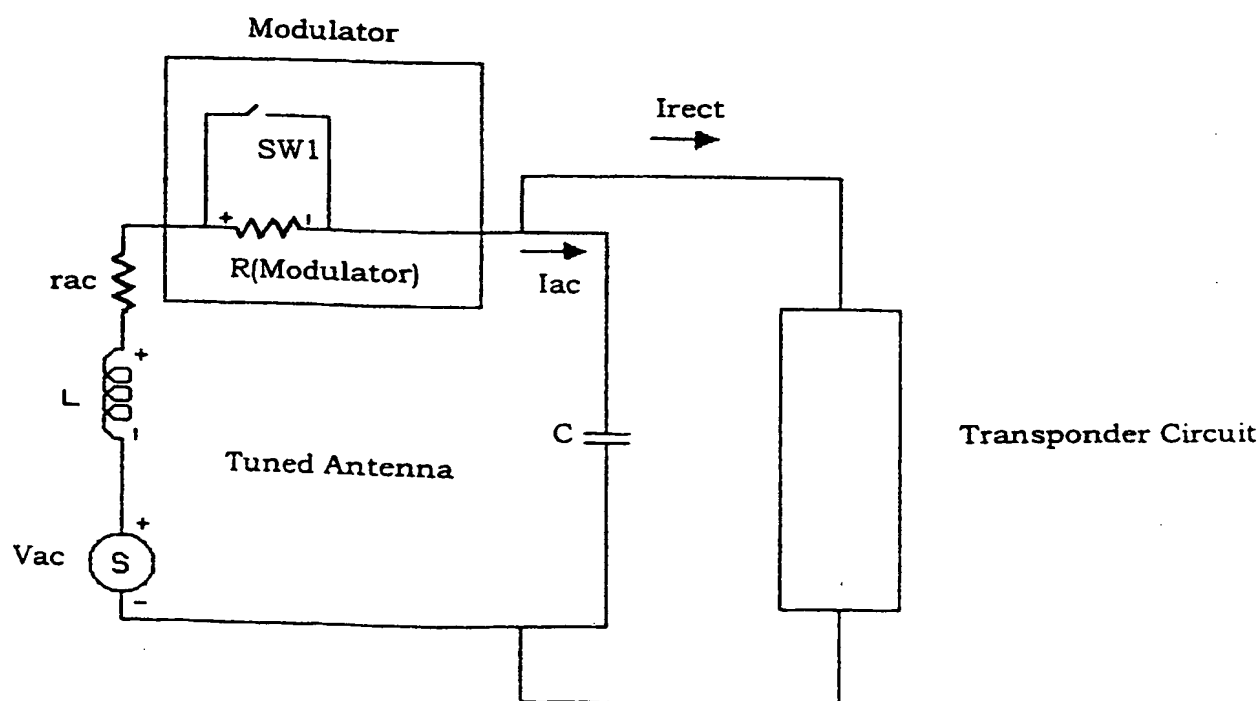 Modulator
Irect
SW1
+
-
R(Modulator)
Iac
rac
+
L
-
C
Tuned Antenna
Transponder Circuit
+
Vac
S
-